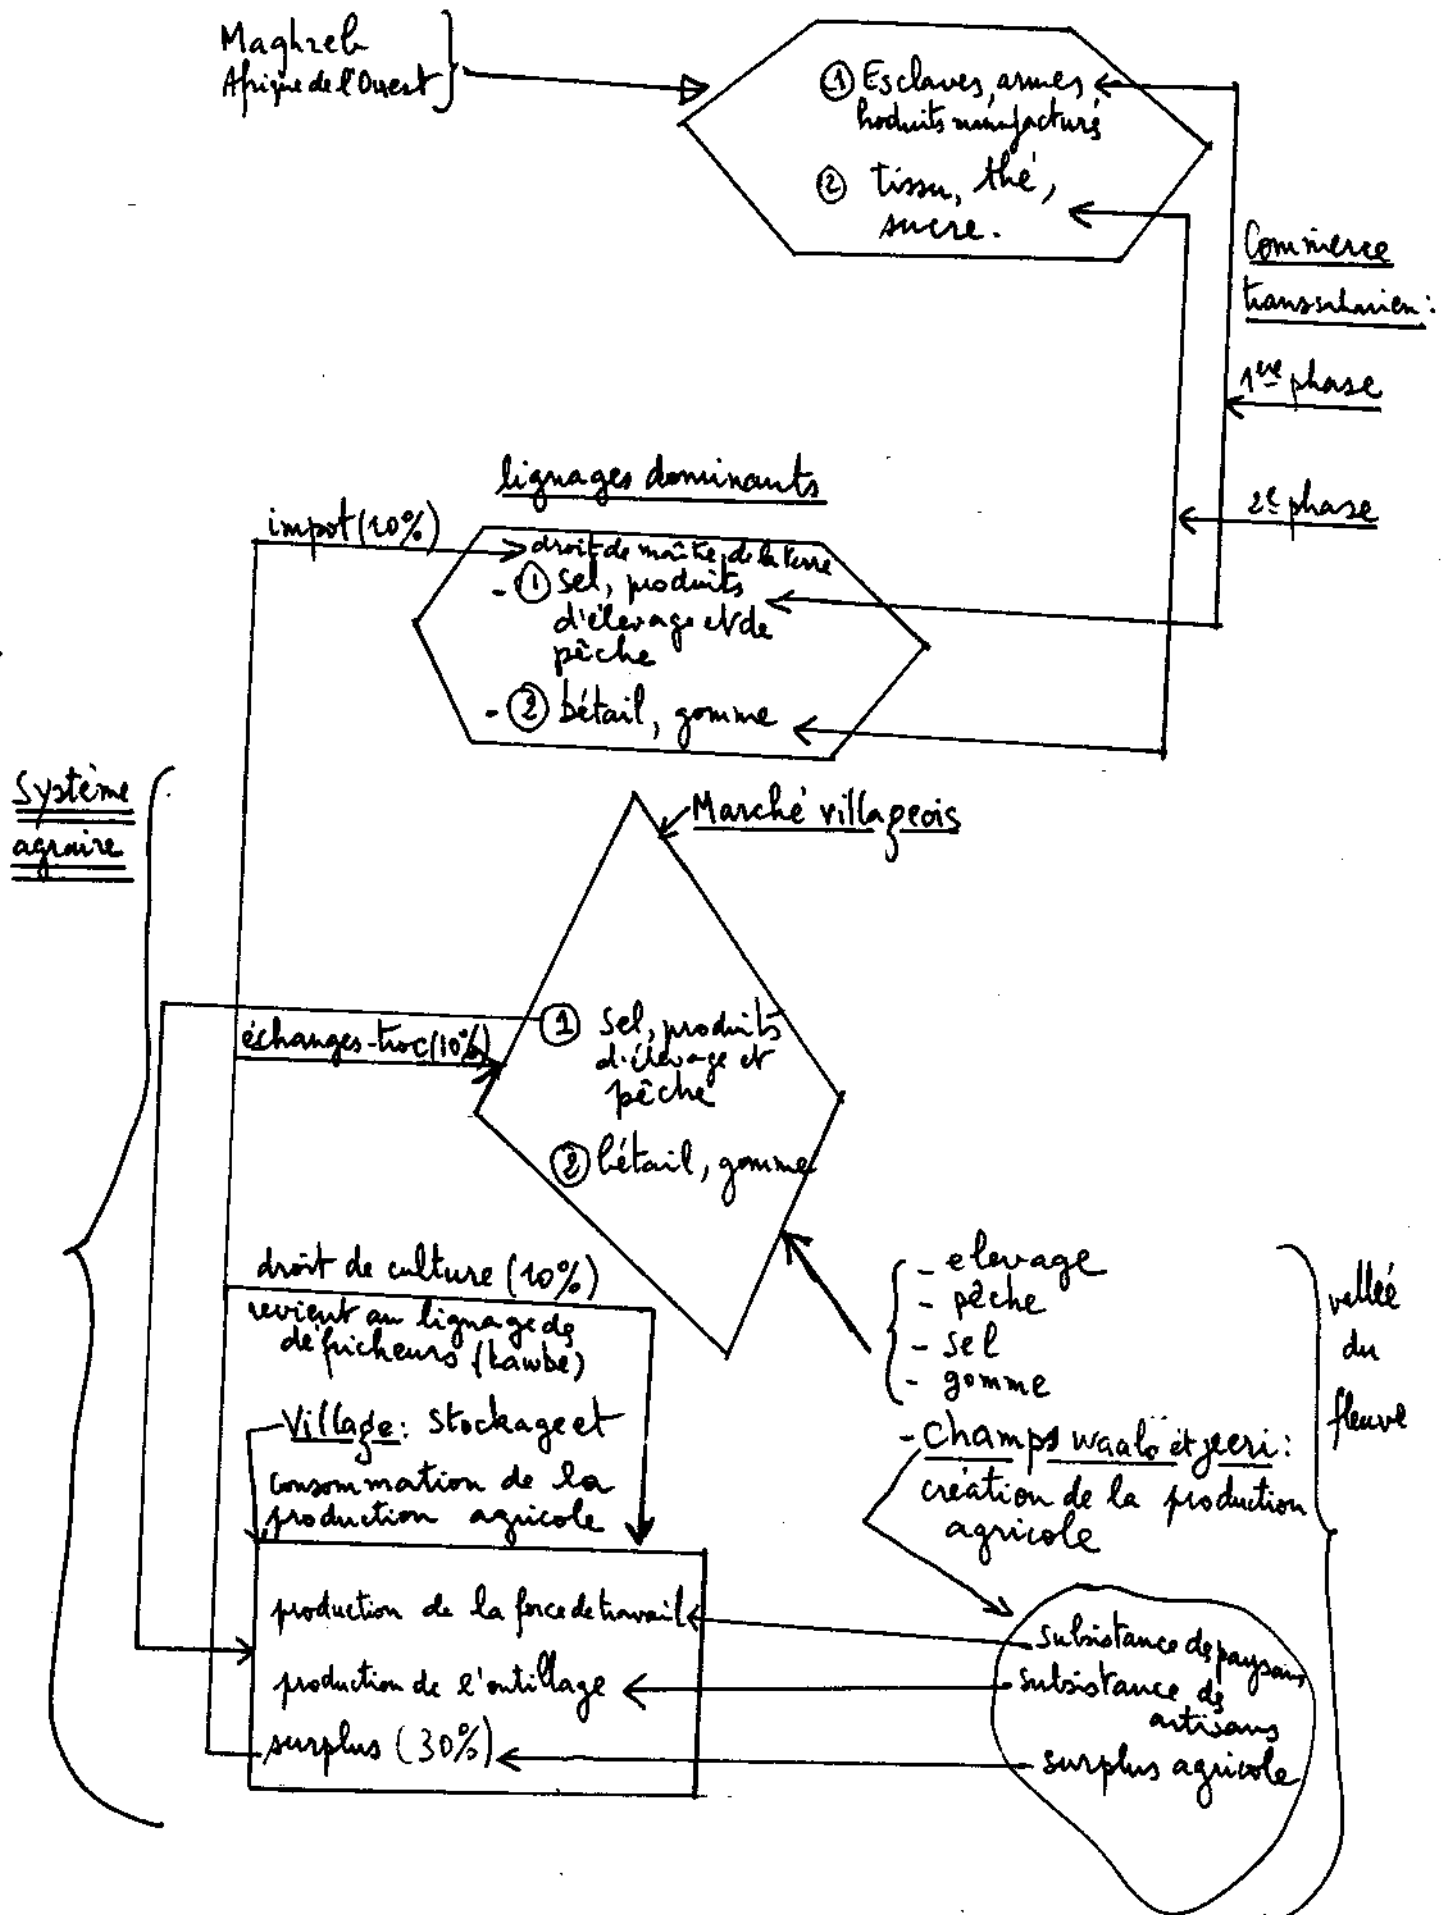 Maghreb
Afrique de l'Ouest
① Esclaves, armes,
Produits manufacturés
② tissu, thé,
sucre.
Commerce
transsaharien :
1ère phase
2e phase
lignages dominants
impot (10%)
droit de maître de la terre
- ① Sel, produits
d'élevage et de
pêche
- ② bétail, gomme
Système
agraire
Marché villageois
① Sel, produits
d'élevage et
pêche
② bétail, gomme
échanges-troc (10%)
droit de culture (10%)
revient au lignage des
défricheurs (Lawbe)
Village : Stockage et
consommation de la
production agricole
- elevage
- pêche
- sel
- gomme
- champs waalo et jeeri :
création de la production
agricole
valleé
du
fleuve
production de la force de travail
production de l'outillage
surplus (30%)
subsistance des paysans
subsistance des
artisans
surplus agricole